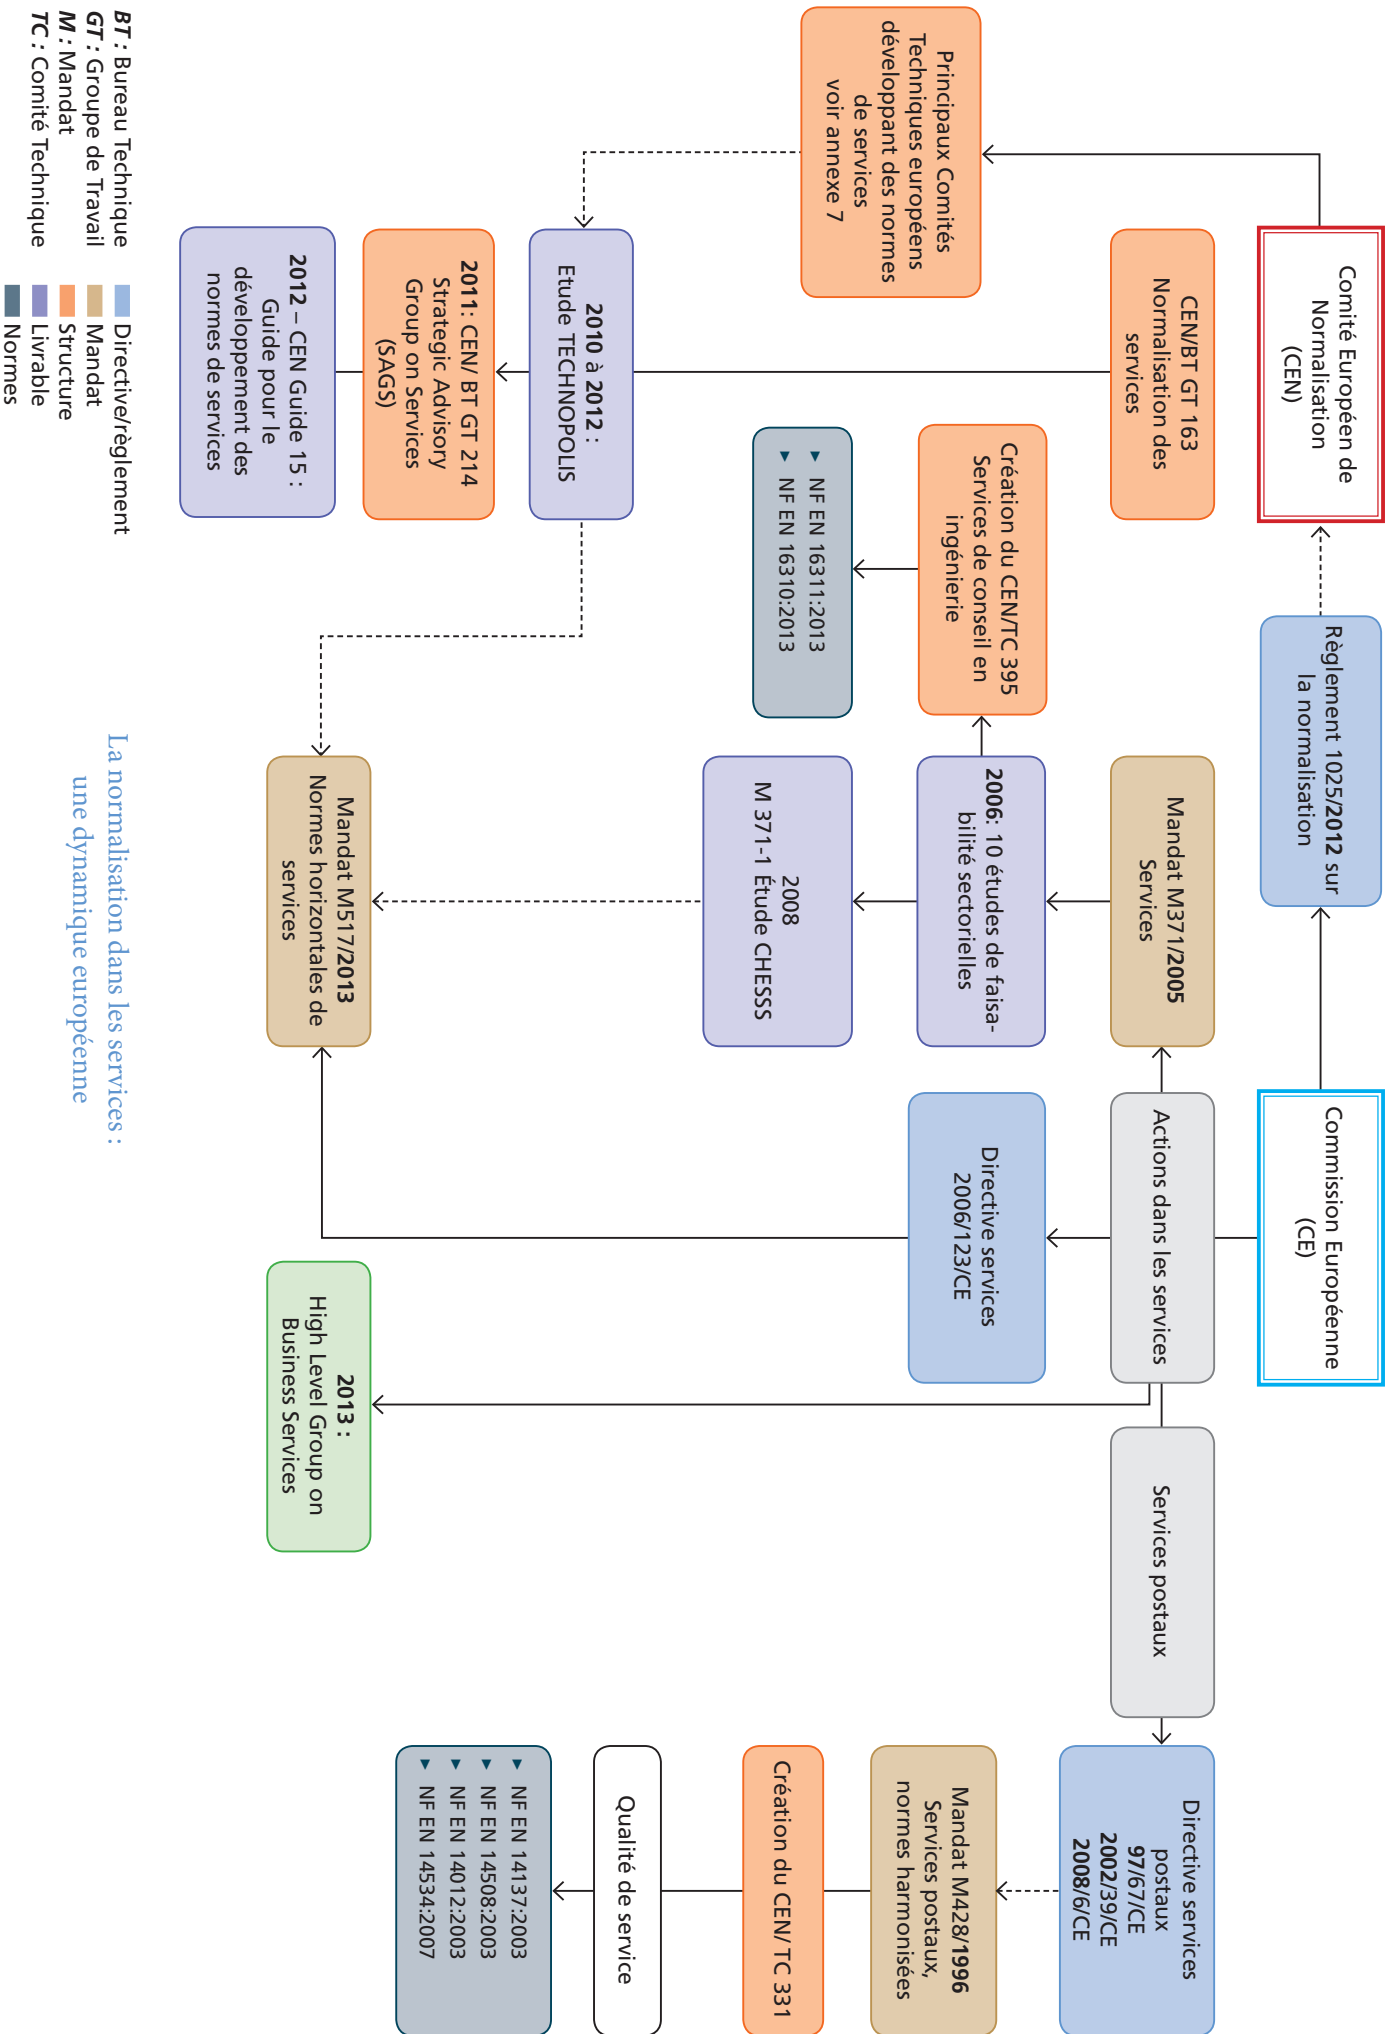 Comité Européen de
Normalisation
(CEN)
Règlement 1025/2012 sur
la normalisation
Commission Européenne
(CE)
CEN/BT GT 163
Normalisation des
services
Mandat M371/2005
Services
Actions dans les services
Services postaux
Directive services
postaux
97/67/CE
2002/39/CE
2008/6/CE
Principaux Comités
Techniques européens
développant des normes
de services
voir annexe 7
Création du CEN/TC 395
Services de conseil en
ingénierie
2006: 10 études de faisa-
bilité sectorielles
Directive services
2006/123/CE
Mandat M428/1996
Services postaux,
normes harmonisées
▸ NF EN 16311:2013
▸ NF EN 16310:2013
2008
M 371-1 Étude CHESSS
Création du CEN/ TC 331
2010 à 2012 :
Etude TECHNOPOLIS
Qualité de service
2011: CEN/ BT GT 214
Strategic Advisory
Group on Services
(SAGS)
▸ NF EN 14137:2003
▸ NF EN 14508:2003
▸ NF EN 14012:2003
▸ NF EN 14534:2007
2012 – CEN Guide 15 :
Guide pour le
développement des
normes de services
Mandat M517/2013
Normes horizontales de
services
2013 :
High Level Group on
Business Services
BT : Bureau Technique
GT : Groupe de Travail
M : Mandat
TC : Comité Technique
Directive/règlement
Mandat
Structure
Livrable
Normes
La normalisation dans les services :
une dynamique européenne